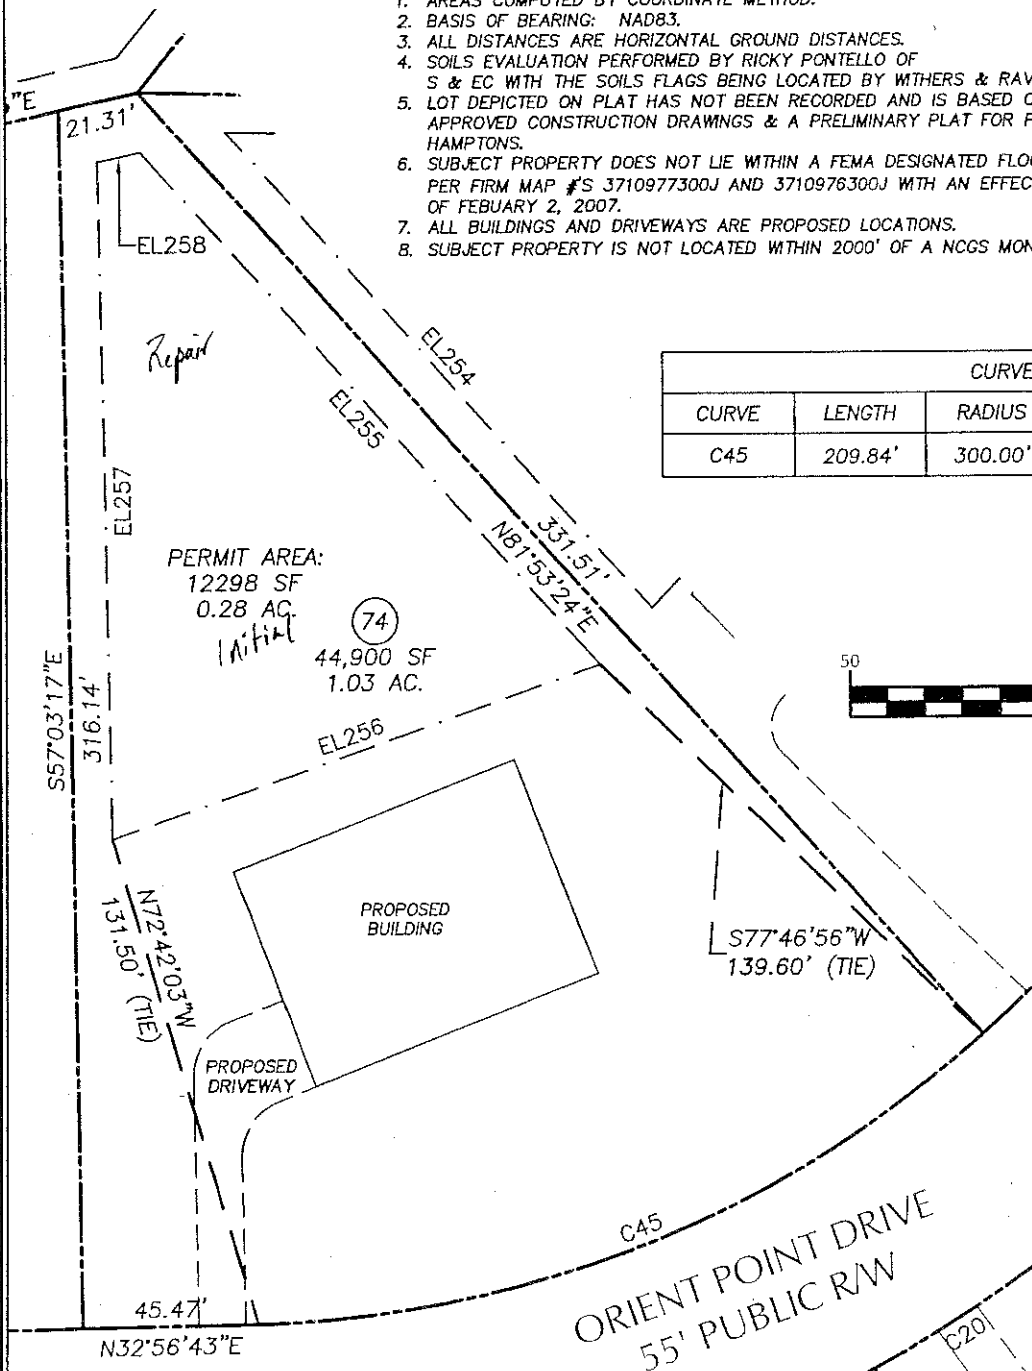 1. AREAS COMPUTED BY COORDINATE METHOD.
2. BASIS OF BEARING: NAD83.
3. ALL DISTANCES ARE HORIZONTAL GROUND DISTANCES.
4. SOILS EVALUATION PERFORMED BY RICKY PONTELLO OF
S & EC WITH THE SOILS FLAGS BEING LOCATED BY WITHERS & RAV
5. LOT DEPICTED ON PLAT HAS NOT BEEN RECORDED AND IS BASED O
APPROVED CONSTRUCTION DRAWINGS & A PRELIMINARY PLAT FOR F
HAMPTONS.
6. SUBJECT PROPERTY DOES NOT LIE WITHIN A FEMA DESIGNATED FLO
PER FIRM MAP #'S 3710977300J AND 3710976300J WITH AN EFFEC
OF FEBUARY 2, 2007.
7. ALL BUILDINGS AND DRIVEWAYS ARE PROPOSED LOCATIONS.
8. SUBJECT PROPERTY IS NOT LOCATED WITHIN 2000' OF A NCGS MON
"E
21.31'
EL258
Repair
EL254
EL255
CURVE
CURVE LENGTH RADIUS
C45 209.84' 300.00'
EL257
331.51'
N81°53'24"E
PERMIT AREA:
12298 SF
0.28 AC.
Initial
74
44,900 SF
1.03 AC.
S57°03'17"E
316.14'
50
EL256
PROPOSED
BUILDING
N72°42'03"W
131.50' (TIE)
S77°46'56"W
139.60' (TIE)
PROPOSED
DRIVEWAY
C45
ORIENT POINT DRIVE
55' PUBLIC R/W
45.47'
N32°56'43"E
C20